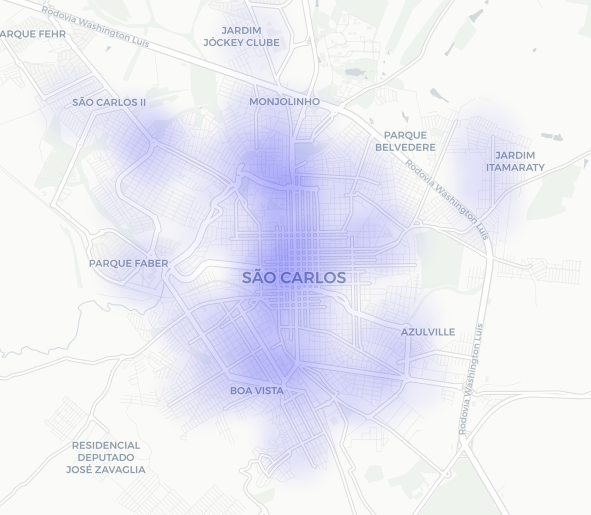 Rodovia Washington Luís
ARQUE FEHR
JARDIM
JÓCKEY CLUBE
SÃO CARLOS II
MONJOLINHO
PARQUE
BELVEDERE
JARDIM
ITAMARATY
Rodovia Washington Luís
PARQUE FABER
SÃO CARLOS
AZULVILLE
Rodovia Washington Luís
BOA VISTA
RESIDENCIAL
DEPUTADO
JOSÉ ZAVAGLIA